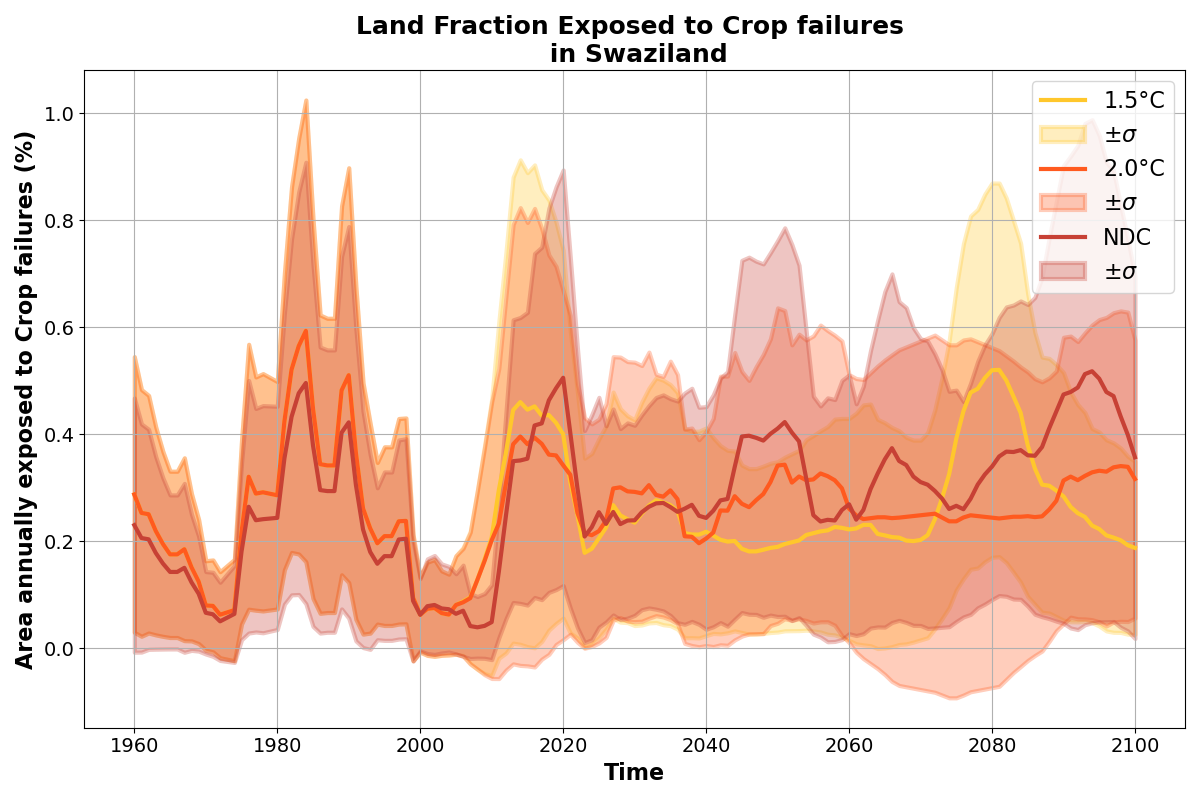 Land Fraction Exposed to Crop failures
in Swaziland
Area annually exposed to Crop failures (%)
1.0
0.8
0.6
0.4
0.2
0.0
1.5°C
±σ
2.0°C
±σ
NDC
±σ
1960
1980
2000
2020
2040
2060
2080
2100
Time